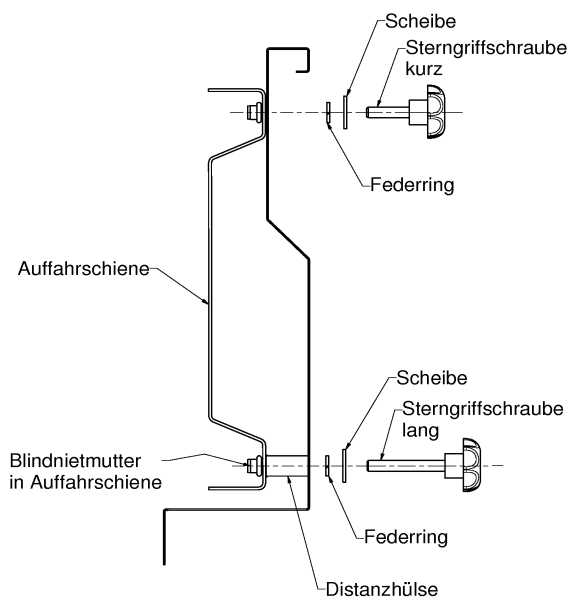 Scheibe
Sterngriffschraube
kurz
Federring
Auffahrschiene
Scheibe
Sterngriffschraube
lang
Blindnietmutter
in Auffahrschiene
Federring
Distanzhülse